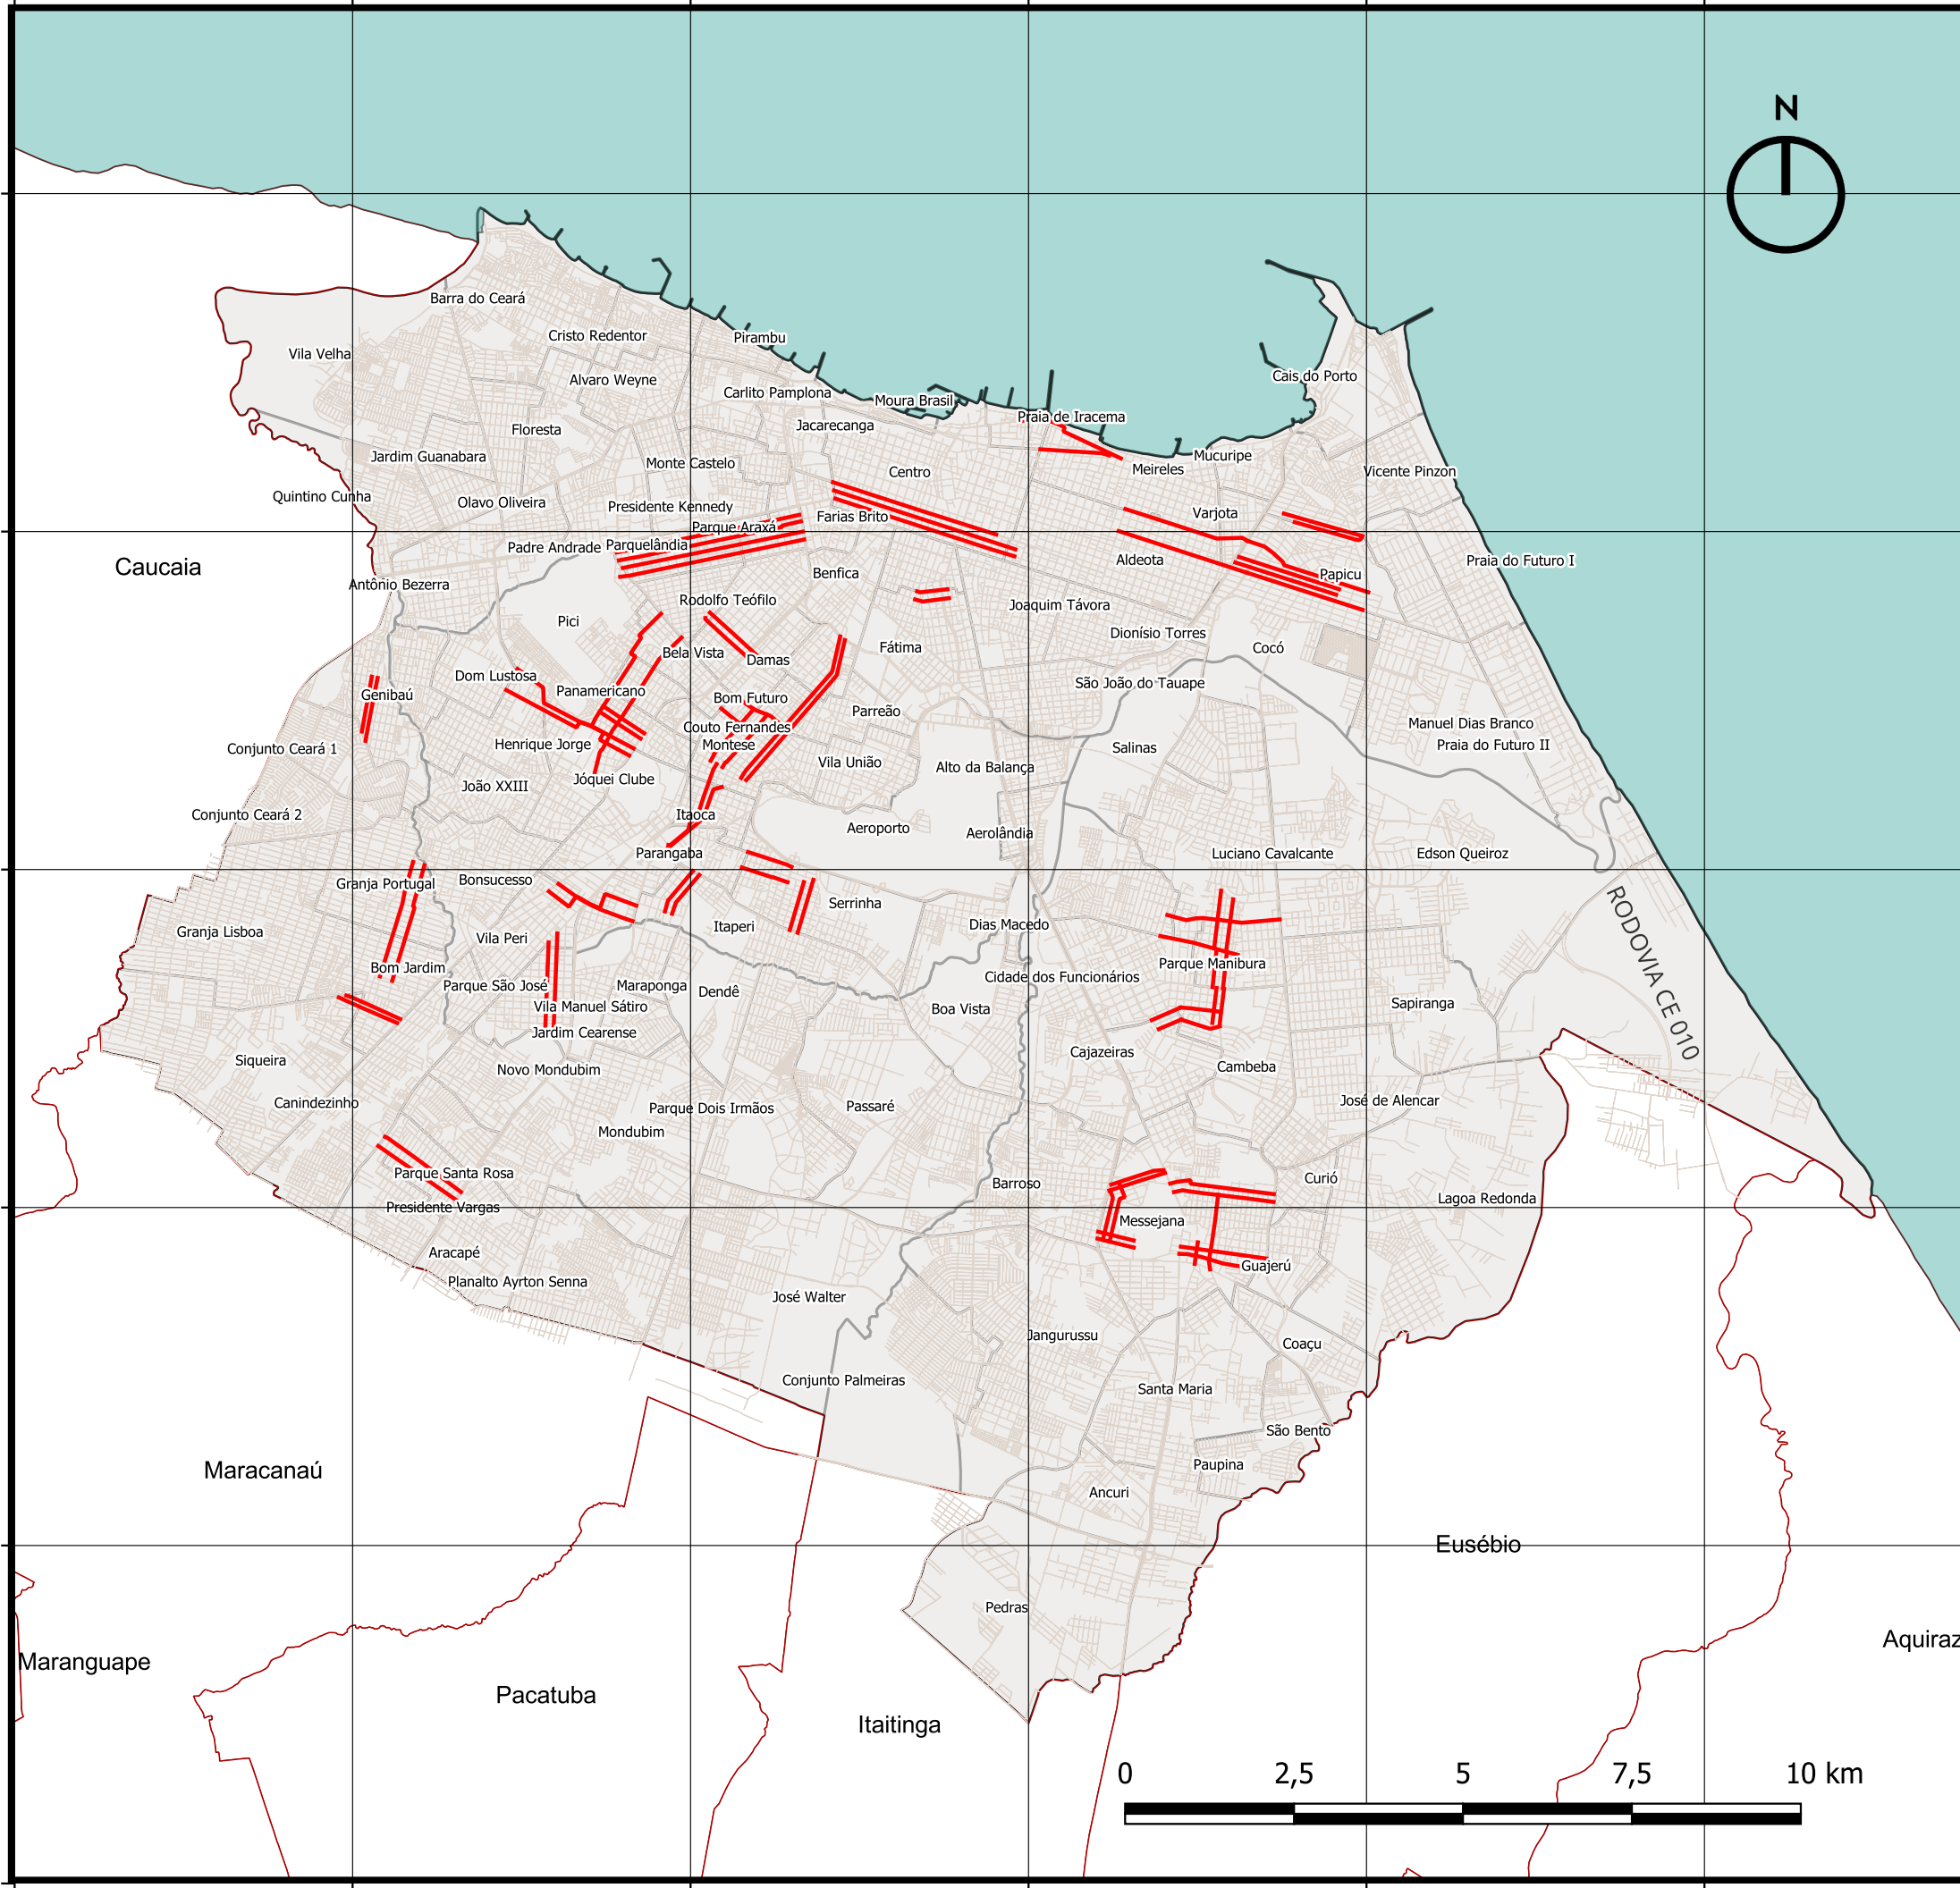 N
Barra do Ceará
Cristo Redentor
Pirambu
Vila Velha
Alvaro Weyne
Cais do Porto
Carlito Pamplona
Moura Brasil
Praia de Iracema
Jacarecanga
Floresta
Jardim Guanabara
Monte Castelo
Centro
Meireles
Mucuripe
Vicente Pinzon
Quintino Cunha
Olavo Oliveira
Presidente Kennedy
Farias Brito
Varjota
Parque Araxá
Padre Andrade
Parquelândia
Caucaia
Aldeota
Praia do Futuro I
Benfica
Papicu
Antônio Bezerra
Rodolfo Teófilo
Joaquim Távora
Pici
Dionísio Torres
Fátima
Cocó
Bela Vista
Damas
Dom Lustosa
São João do Tauape
Genibaú
Panamericano
Bom Futuro
Parreão
Manuel Dias Branco
Couto Fernandes
Conjunto Ceará 1
Henrique Jorge
Montese
Salinas
Praia do Futuro II
Vila União
Alto da Balança
Jóquei Clube
João XXIII
Conjunto Ceará 2
Itaoca
Aeroporto
Aerolândia
Parangaba
Luciano Cavalcante
Edson Queiroz
Granja Portugal
Bonsucesso
Serrinha
RODOVIA CE 010
Granja Lisboa
Vila Peri
Itaperi
Dias Macedo
Bom Jardim
Parque Manibura
Cidade dos Funcionários
Parque São José
Maraponga
Dendê
Vila Manuel Sátiro
Boa Vista
Sapiranga
Jardim Cearense
Cajazeiras
Siqueira
Novo Mondubim
Cambeba
Canindezinho
Parque Dois Irmãos
Passaré
José de Alencar
Mondubim
Parque Santa Rosa
Barroso
Curió
Lagoa Redonda
Presidente Vargas
Messejana
Aracapé
Guajerú
Planalto Ayrton Senna
José Walter
Jangurussu
Coaçu
Conjunto Palmeiras
Santa Maria
São Bento
Maracanaú
Paupina
Ancuri
Eusébio
Pedras
Aquiraz
Maranguape
Pacatuba
Itaitinga
0 2,5 5 7,5 10 km